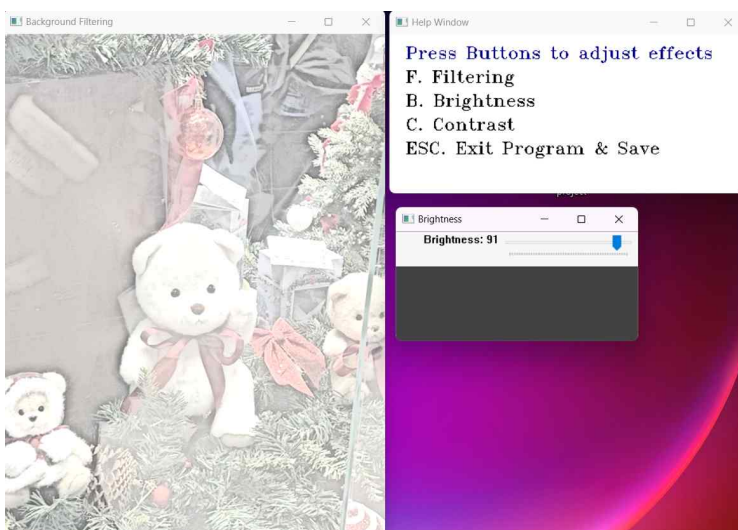 Background Filtering
Help Window
Press Buttons to adjust effects
F. Filtering
B. Brightness
C. Contrast
ESC. Exit Program & Save
project
Brightness
Brightness: 91